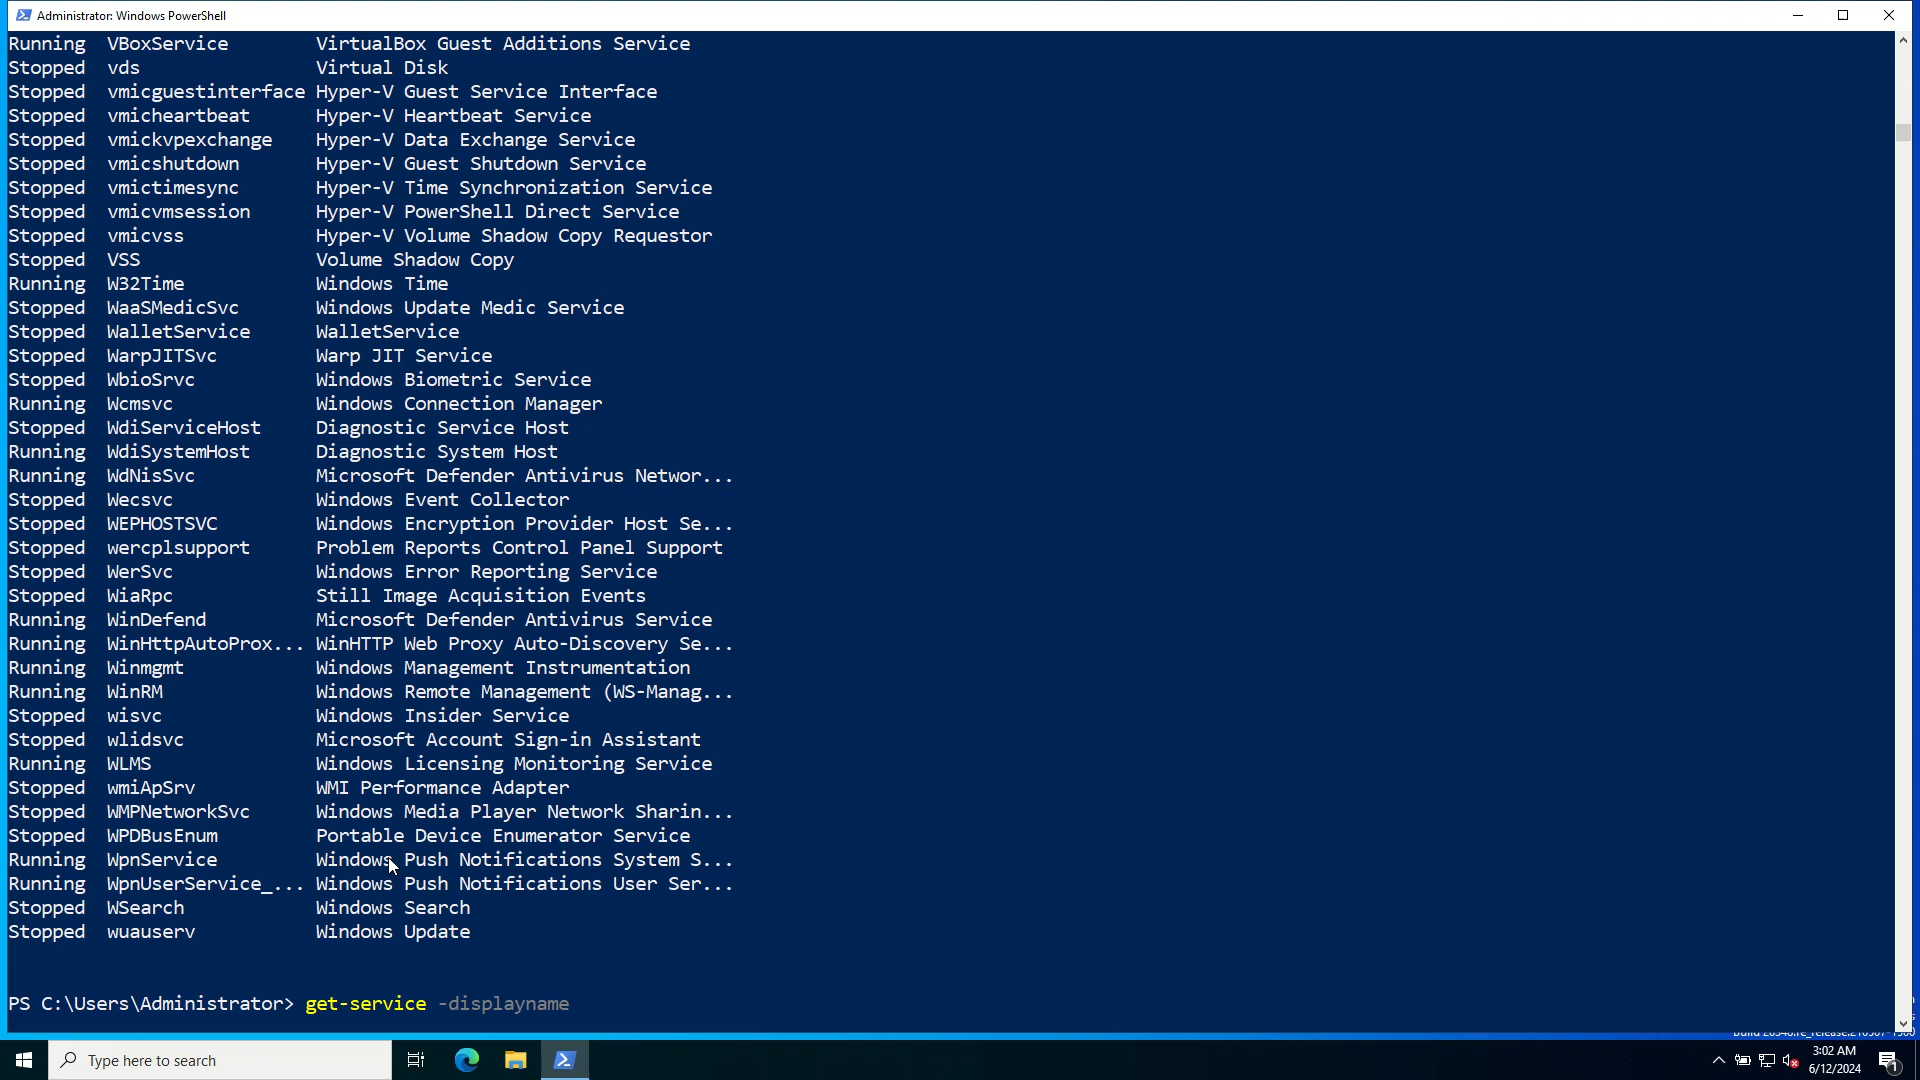 Administrator: Windows PowerShell
Running VBoxService VirtualBox Guest Additions Service
Stopped vds Virtual Disk
Stopped vmicguestinterface Hyper-V Guest Service Interface
Stopped vmicheartbeat Hyper-V Heartbeat Service
Stopped vmickvpexchange Hyper-V Data Exchange Service
Stopped vmicshutdown Hyper-V Guest Shutdown Service
Stopped vmictimesync Hyper-V Time Synchronization Service
Stopped vmicvmsession Hyper-V PowerShell Direct Service
Stopped vmicvss Hyper-V Volume Shadow Copy Requestor
Stopped VSS Volume Shadow Copy
Running W32Time Windows Time
Stopped WaaSMedicSvc Windows Update Medic Service
Stopped WalletService WalletService
Stopped WarpJITSvc Warp JIT Service
Stopped WbioSrvc Windows Biometric Service
Running Wcmsvc Windows Connection Manager
Stopped WdiServiceHost Diagnostic Service Host
Running WdiSystemHost Diagnostic System Host
Running WdNisSvc Microsoft Defender Antivirus Networ...
Stopped Wecsvc Windows Event Collector
Stopped WEPHOSTSVC Windows Encryption Provider Host Se...
Stopped wercplsupport Problem Reports Control Panel Support
Stopped WerSvc Windows Error Reporting Service
Stopped WiaRpc Still Image Acquisition Events
Running WinDefend Microsoft Defender Antivirus Service
Running WinHttpAutoProx... WinHTTP Web Proxy Auto-Discovery Se...
Running Winmgmt Windows Management Instrumentation
Running WinRM Windows Remote Management (WS-Manag...
Stopped wisvc Windows Insider Service
Stopped wlidsvc Microsoft Account Sign-in Assistant
Running WLMS Windows Licensing Monitoring Service
Stopped wmiApSrv WMI Performance Adapter
Stopped WMPNetworkSvc Windows Media Player Network Sharin...
Stopped WPDBusEnum Portable Device Enumerator Service
Running WpnService Windows Push Notifications System S...
Running WpnUserService_... Windows Push Notifications User Ser...
Stopped WSearch Windows Search
Stopped wuauserv Windows Update
PS C:\Users\Administrator> get-service -displayname
Type here to search
3:02 AM
6/12/2024
1